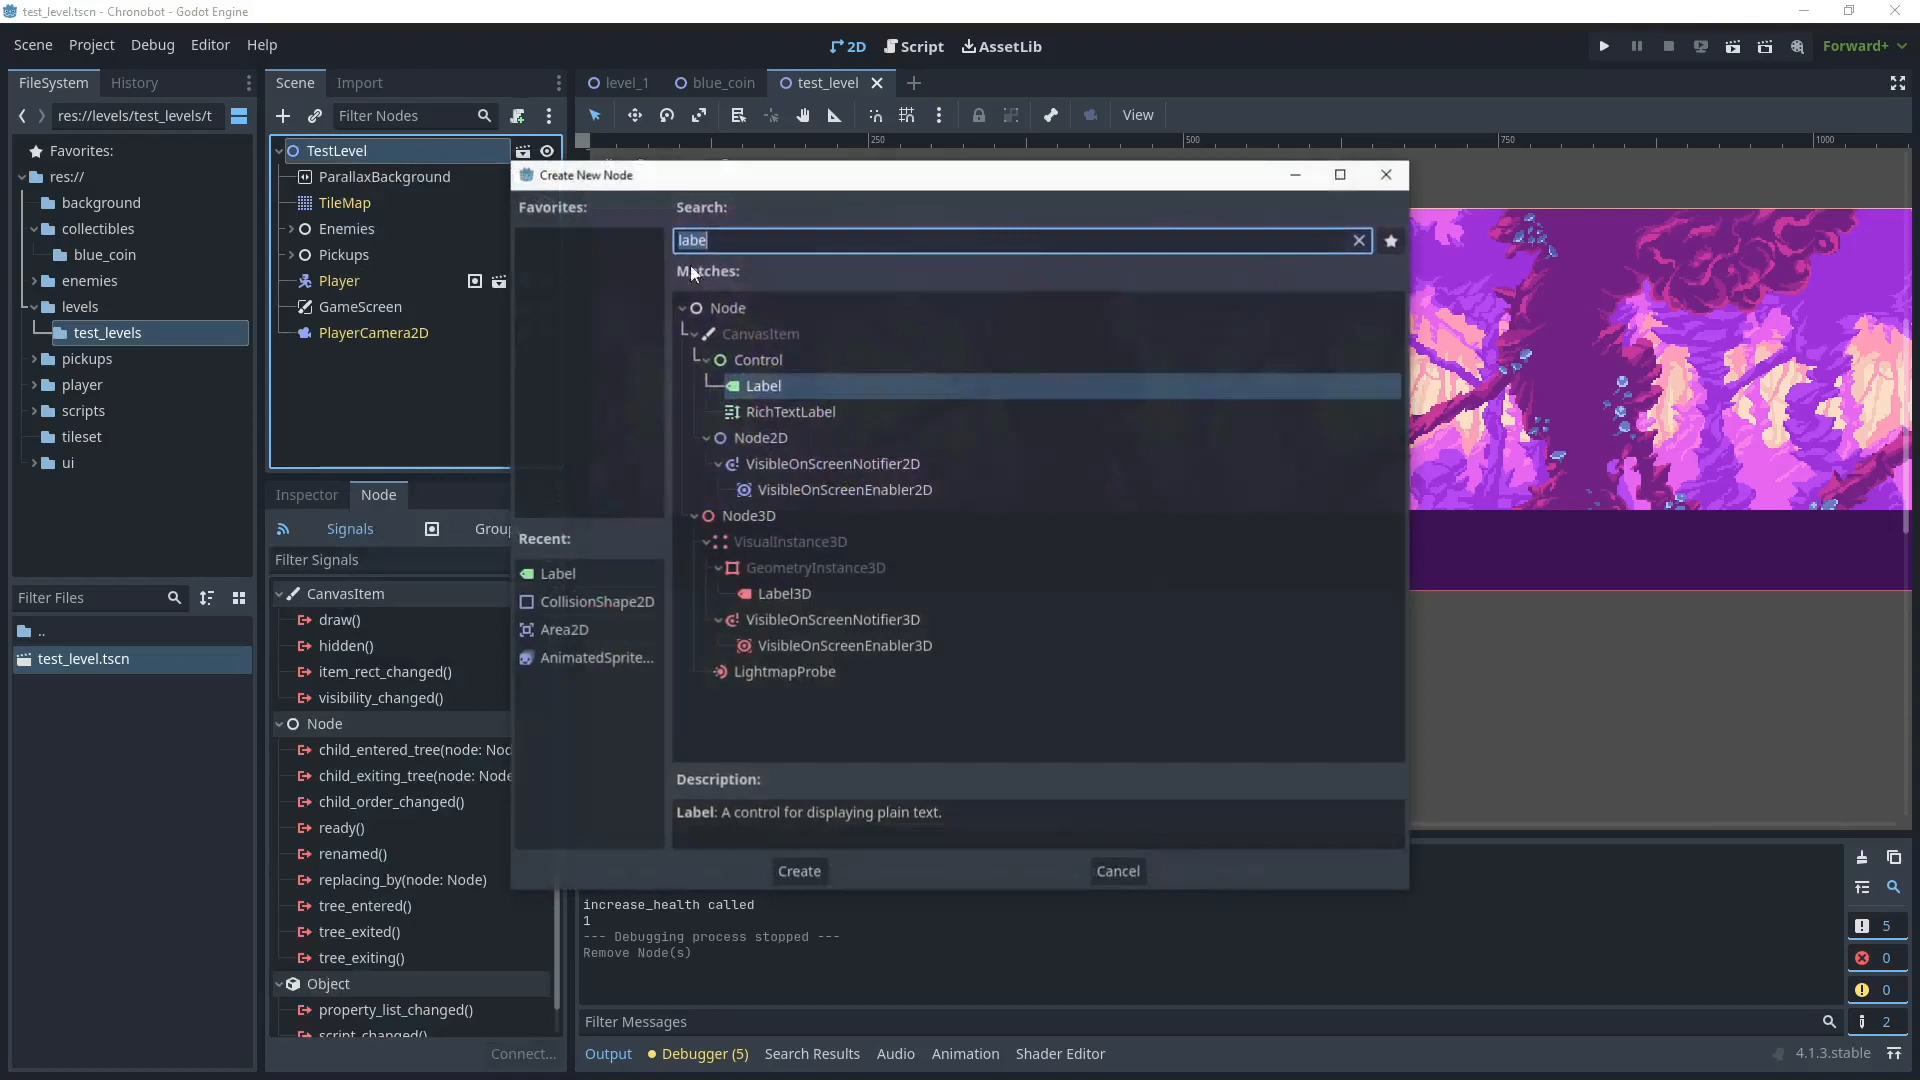 test_level.tscn - Chronobot - Godot Engine
Scene Project Debug Editor Help
2D Script AssetLib
Forward+
FileSystem History
Scene Import
level_1 blue_coin test_level
res://levels/test_levels/t
Filter Nodes
View
250 500 750 1000
Favorites:
res://
background
collectibles
blue_coin
enemies
levels
test_levels
pickups
player
scripts
tileset
ui
Filter Files
..
test_level.tscn
TestLevel
ParallaxBackground
TileMap
Enemies
Pickups
Player
GameScreen
PlayerCamera2D
Inspector Node
Signals Group
Filter Signals
CanvasItem
draw()
hidden()
item_rect_changed()
visibility_changed()
Node
child_entered_tree(node: Nod
child_exiting_tree(node: Node
child_order_changed()
ready()
renamed()
replacing_by(node: Node)
tree_entered()
tree_exited()
tree_exiting()
Object
property_list_changed()
script_changed()
Connect...
Create New Node
Favorites:
Search:
labe
Matches:
Node
CanvasItem
Control
Label
RichTextLabel
Node2D
VisibleOnScreenNotifier2D
VisibleOnScreenEnabler2D
Node3D
VisualInstance3D
GeometryInstance3D
Label3D
VisibleOnScreenNotifier3D
VisibleOnScreenEnabler3D
LightmapProbe
Recent:
Label
CollisionShape2D
Area2D
AnimatedSprite...
Description:
Label: A control for displaying plain text.
Create Cancel
increase_health called
1
--- Debugging process stopped ---
Remove Node(s)
5
0
0
2
Filter Messages
Output Debugger (5) Search Results Audio Animation Shader Editor
4.1.3.stable